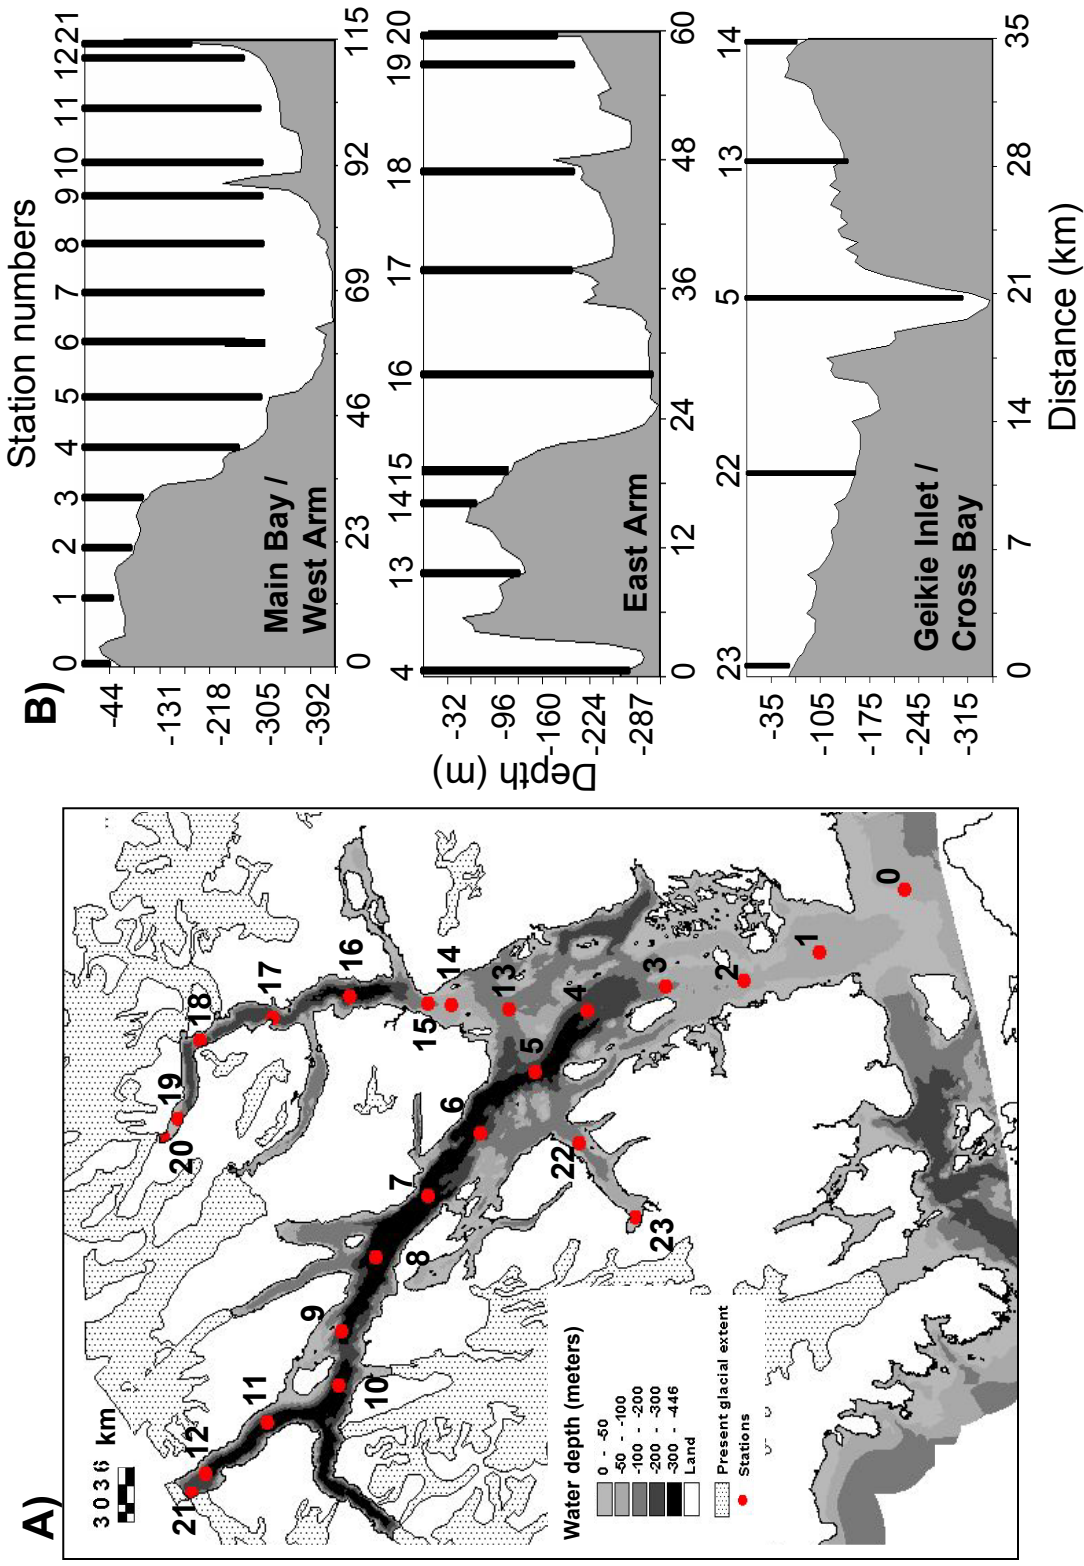 A)
3 0 3 6 km
21
12
11
10
9
8
7
6
5
4
3
2
1
0
13
14
15
16
17
18
19
20
22
23
Water depth (meters)
0 - -50
-50 - -100
-100 - -200
-200 - -300
-300 - -446
Land
Present glacial extent
Stations
B)
Station numbers
0 1 2 3 4 5 6 7 8 9 10 11 12 21
-44
-131
-218
-305
-392
Main Bay /
West Arm
0 23 46 69 92 115
4 13 14 15 16 17 18 19 20
-32
-96
-160
-224
-287
East Arm
0 12 24 36 48 60
Depth (m)
23 22 5 13 14
-35
-105
-175
-245
-315
Geikie Inlet /
Cross Bay
0 7 14 21 28 35
Distance (km)